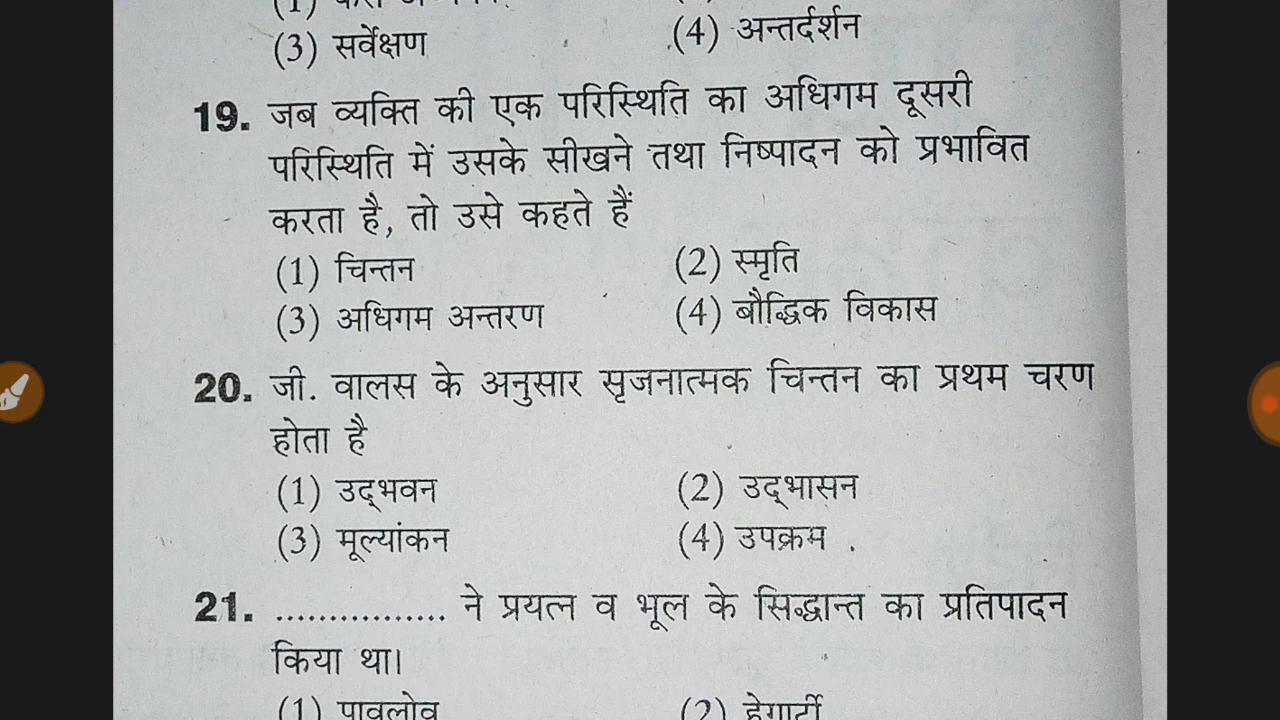 (3) सर्वेक्षण (4) अन्तर्दर्शन
19. जब व्यक्ति की एक परिस्थिति का अधिगम दूसरी
परिस्थिति में उसके सीखने तथा निष्पादन को प्रभावित
करता है, तो उसे कहते हैं
(1) चिन्तन (2) स्मृति
(3) अधिगम अन्तरण (4) बौद्धिक विकास
20. जी. वालस के अनुसार सृजनात्मक चिन्तन का प्रथम चरण
होता है
(1) उद्भवन (2) उद्भासन
(3) मूल्यांकन (4) उपक्रम .
21. ................ ने प्रयत्न व भूल के सिद्धान्त का प्रतिपादन
किया था।
(1) पावलोव (2) हेगार्टी